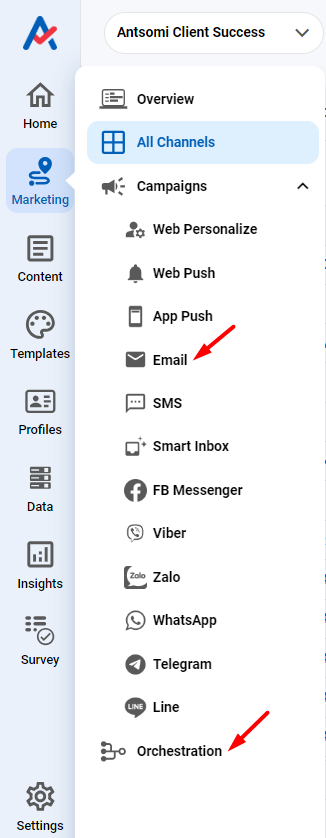 Antsomi Client Success
Home
Marketing
Content
Templates
Profiles
Data
Insights
Survey
Settings
Overview
All Channels
Campaigns
Web Personalize
Web Push
App Push
Email
SMS
Smart Inbox
FB Messenger
Viber
Zalo
Zalo
WhatsApp
Telegram
LINE
Line
Orchestration